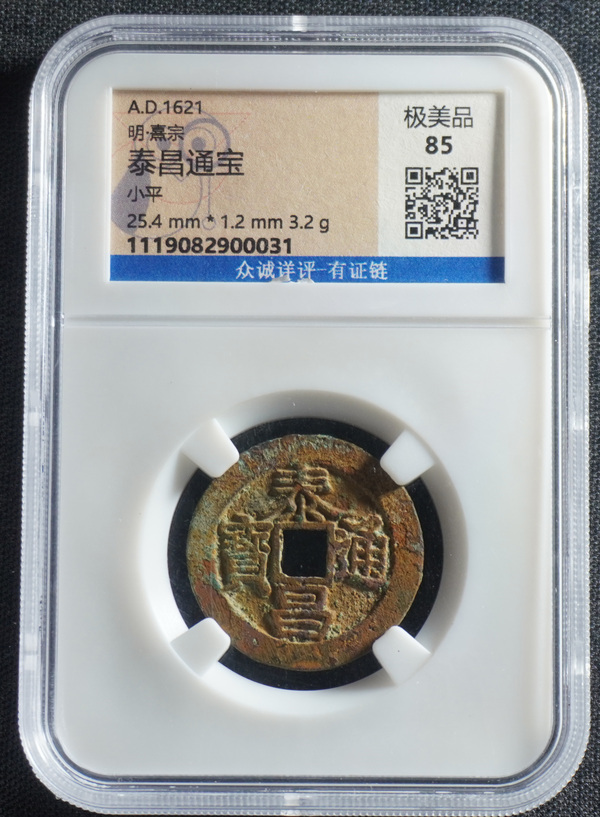 A.D.1621
明·熹宗
泰昌通宝
小平
25.4 mm * 1.2 mm 3.2 g
1119082900031
极美品
85
众诚详评 有证链
泰昌通寶